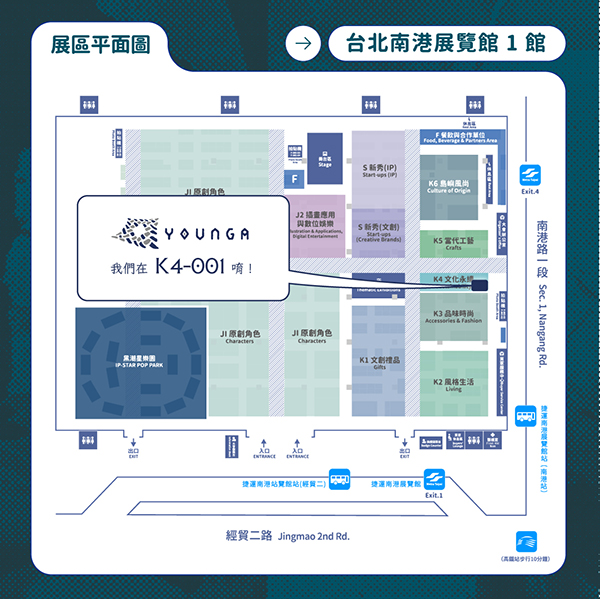 展區平面圖
台北南港展覽館 1 館
休息區
舞台區
Stage
F
F 餐飲與合作單位
Food, Beverage & Partners Area
S 新秀(IP)
Start-ups (IP)
K6 島嶼風尚
Culture of Origin
Exit.4
JI 原創角色
J2 插畫應用
與數位娛樂
Illustration & Applications,
Digital Entertainment
S 新秀(文創)
Start-ups
(Creative Brands)
K5 當代工藝
Crafts
YOUNGA
我們在 K4-001 唷！
K4 文化永續
Thematic Exhibitions
K3 品味時尚
Accessories & Fashion
南港路一段 Sec. 1, Nangang Rd.
黑潮星樂園
IP-STAR POP PARK
JI 原創角色
Characters
JI 原創角色
Characters
K1 文創禮品
Gifts
K2 風格生活
Living
捷運南港展覽館站（南港站）
出口
EXIT
入口
ENTRANCE
入口
ENTRANCE
出口
EXIT
捷運南港站覽館站(經貿二)
捷運南港展覽館
Exit.1
經貿二路 Jingmao 2nd Rd.
（高鐵站步行10分鐘）